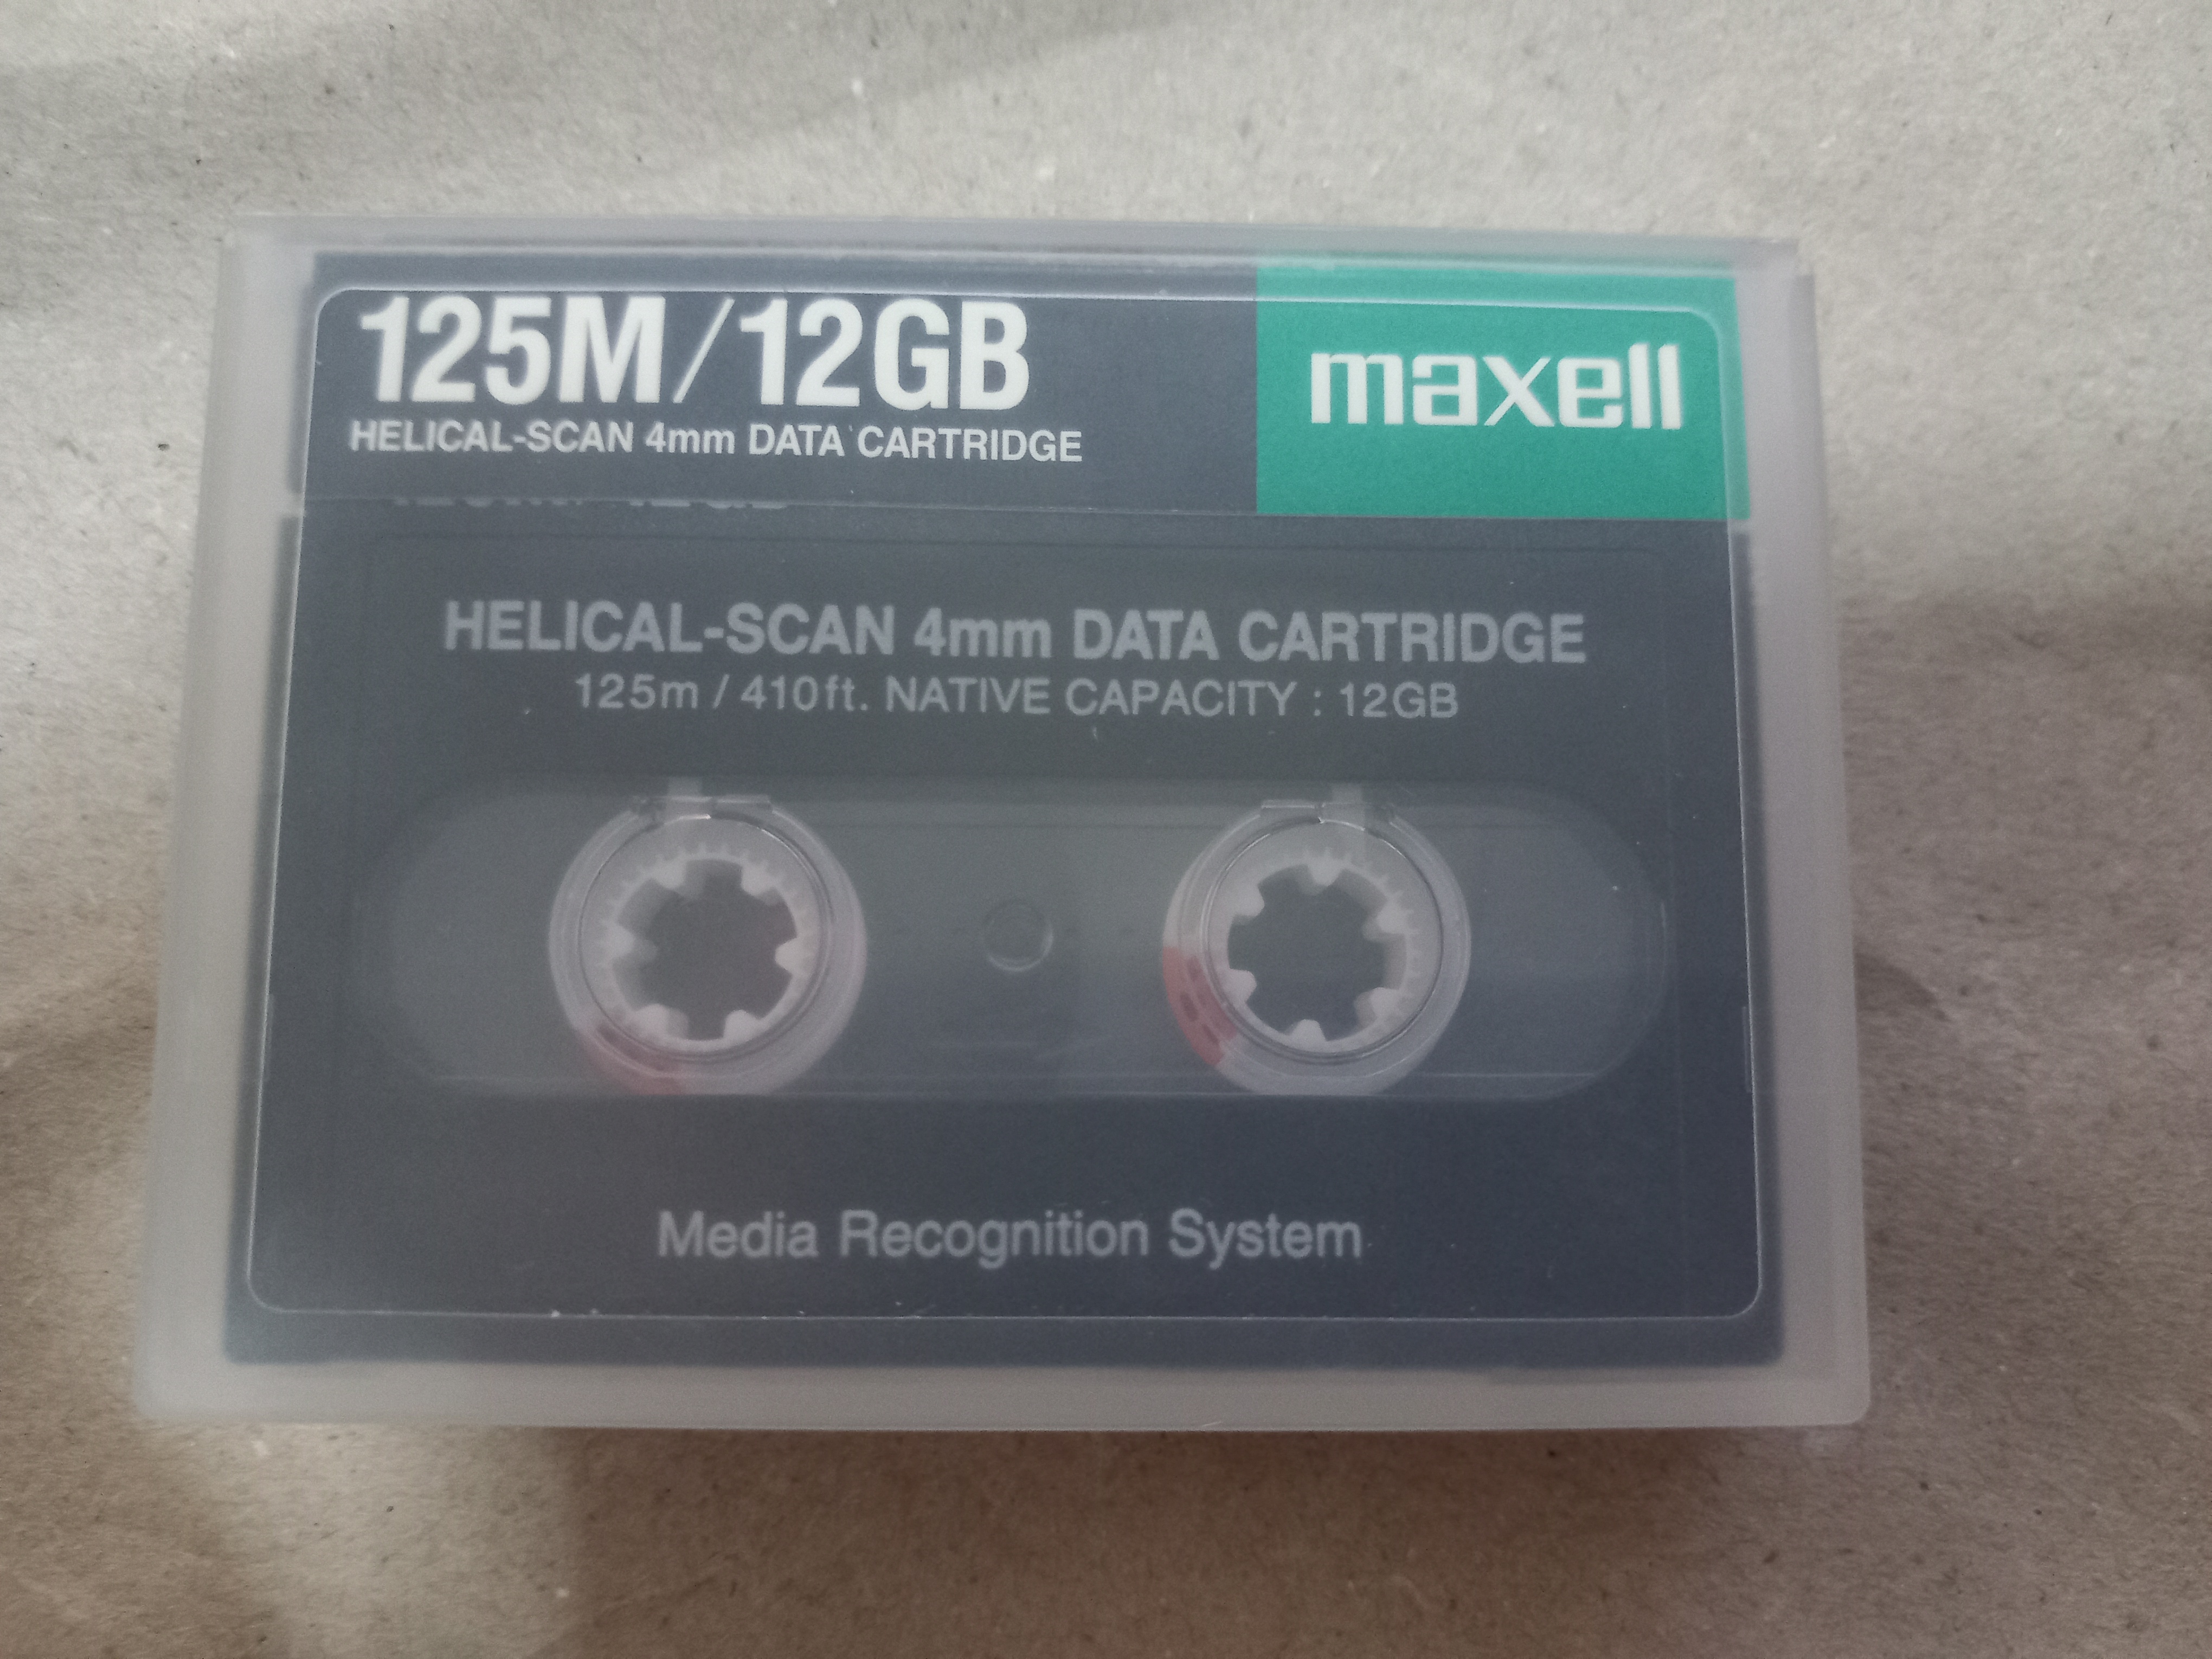 125M/12GB
HELICAL-SCAN 4mm DATA CARTRIDGE
maxell
HELICAL-SCAN 4mm DATA CARTRIDGE
125m / 410ft. NATIVE CAPACITY : 12GB
Media Recognition System